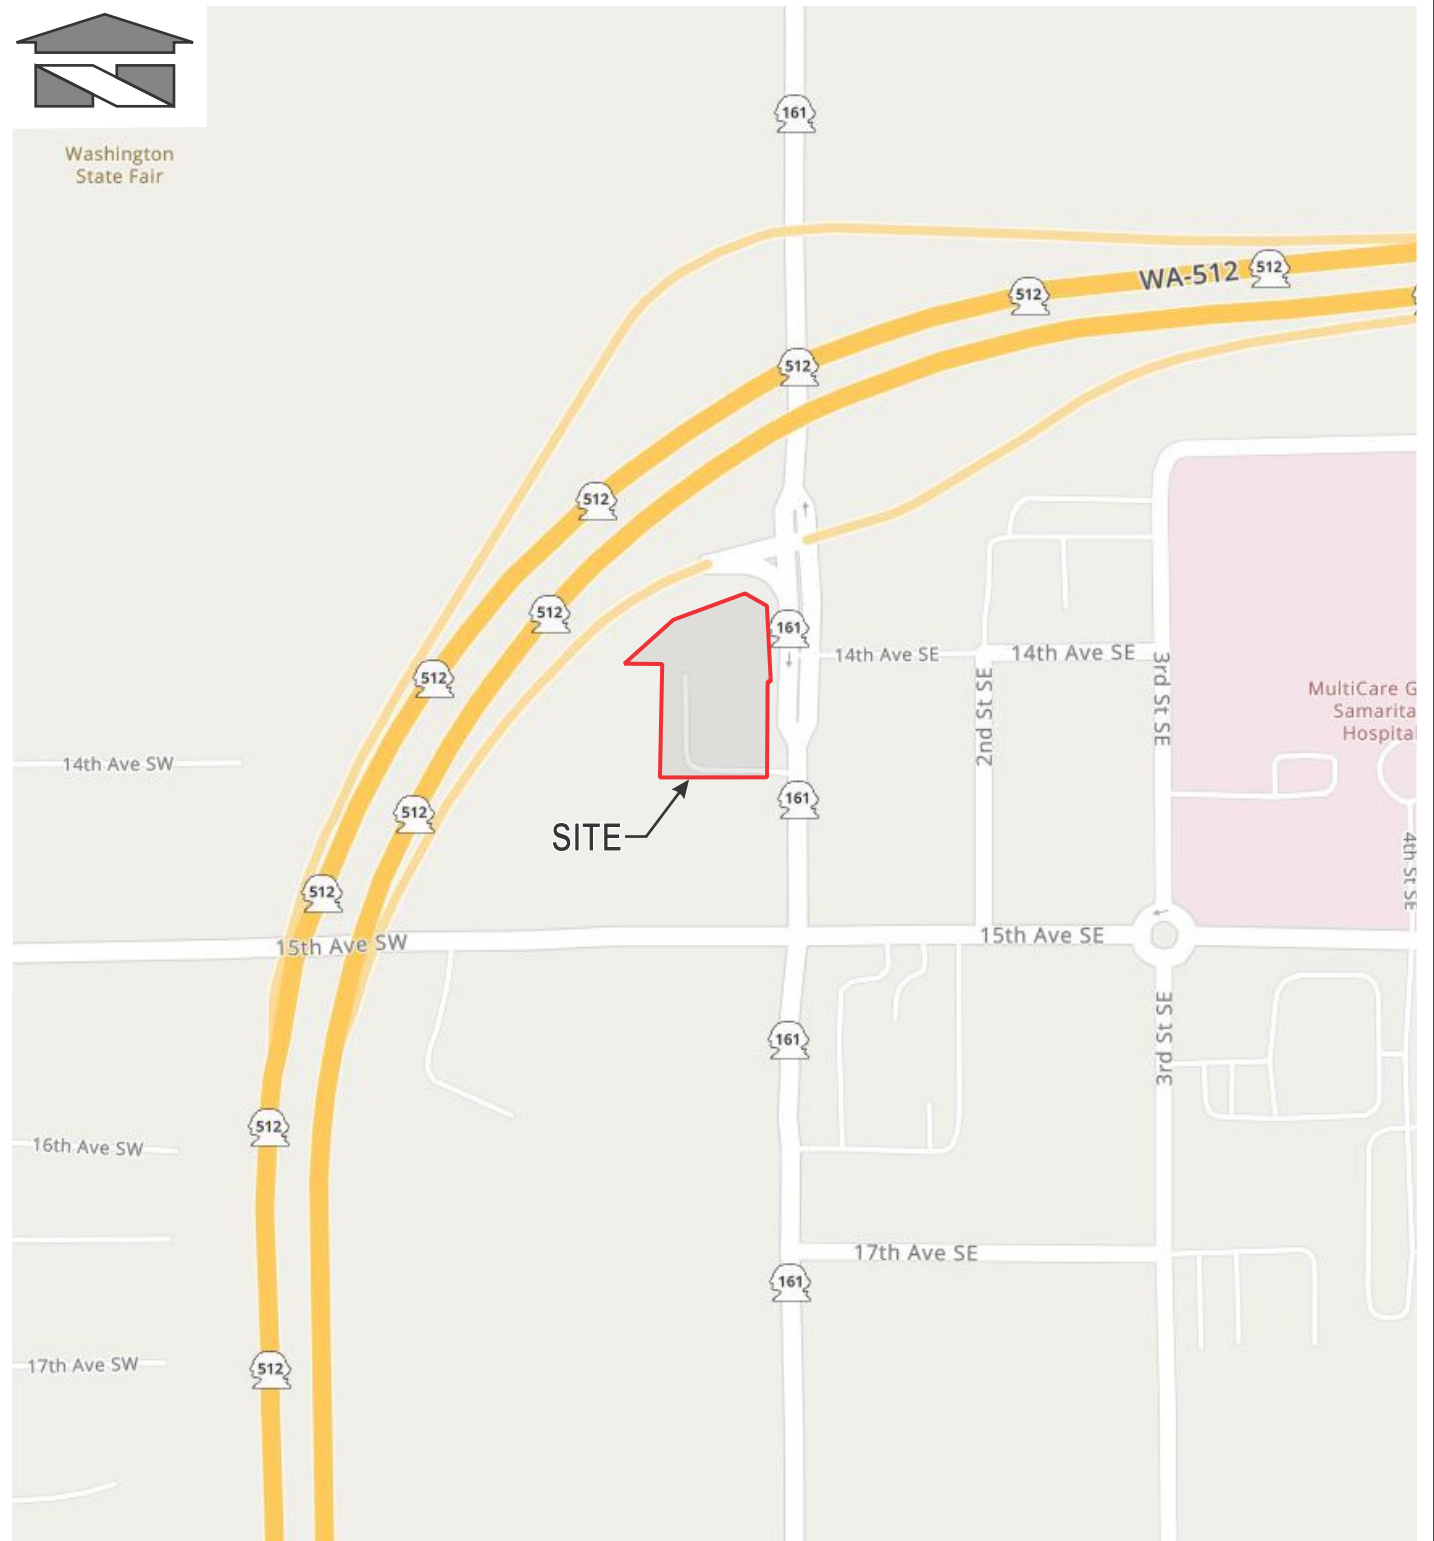 Washington
State Fair
161
WA-512
512
512
512
512
512
161
14th Ave SE
14th Ave SE
3rd St SE
2nd St SE
512
MultiCare G
Samarita
Hospita
14th Ave SW
161
512
SITE
4th St SE
512
15th Ave SW
15th Ave SE
3rd St SE
161
512
16th Ave SW
17th Ave SE
161
17th Ave SW
512